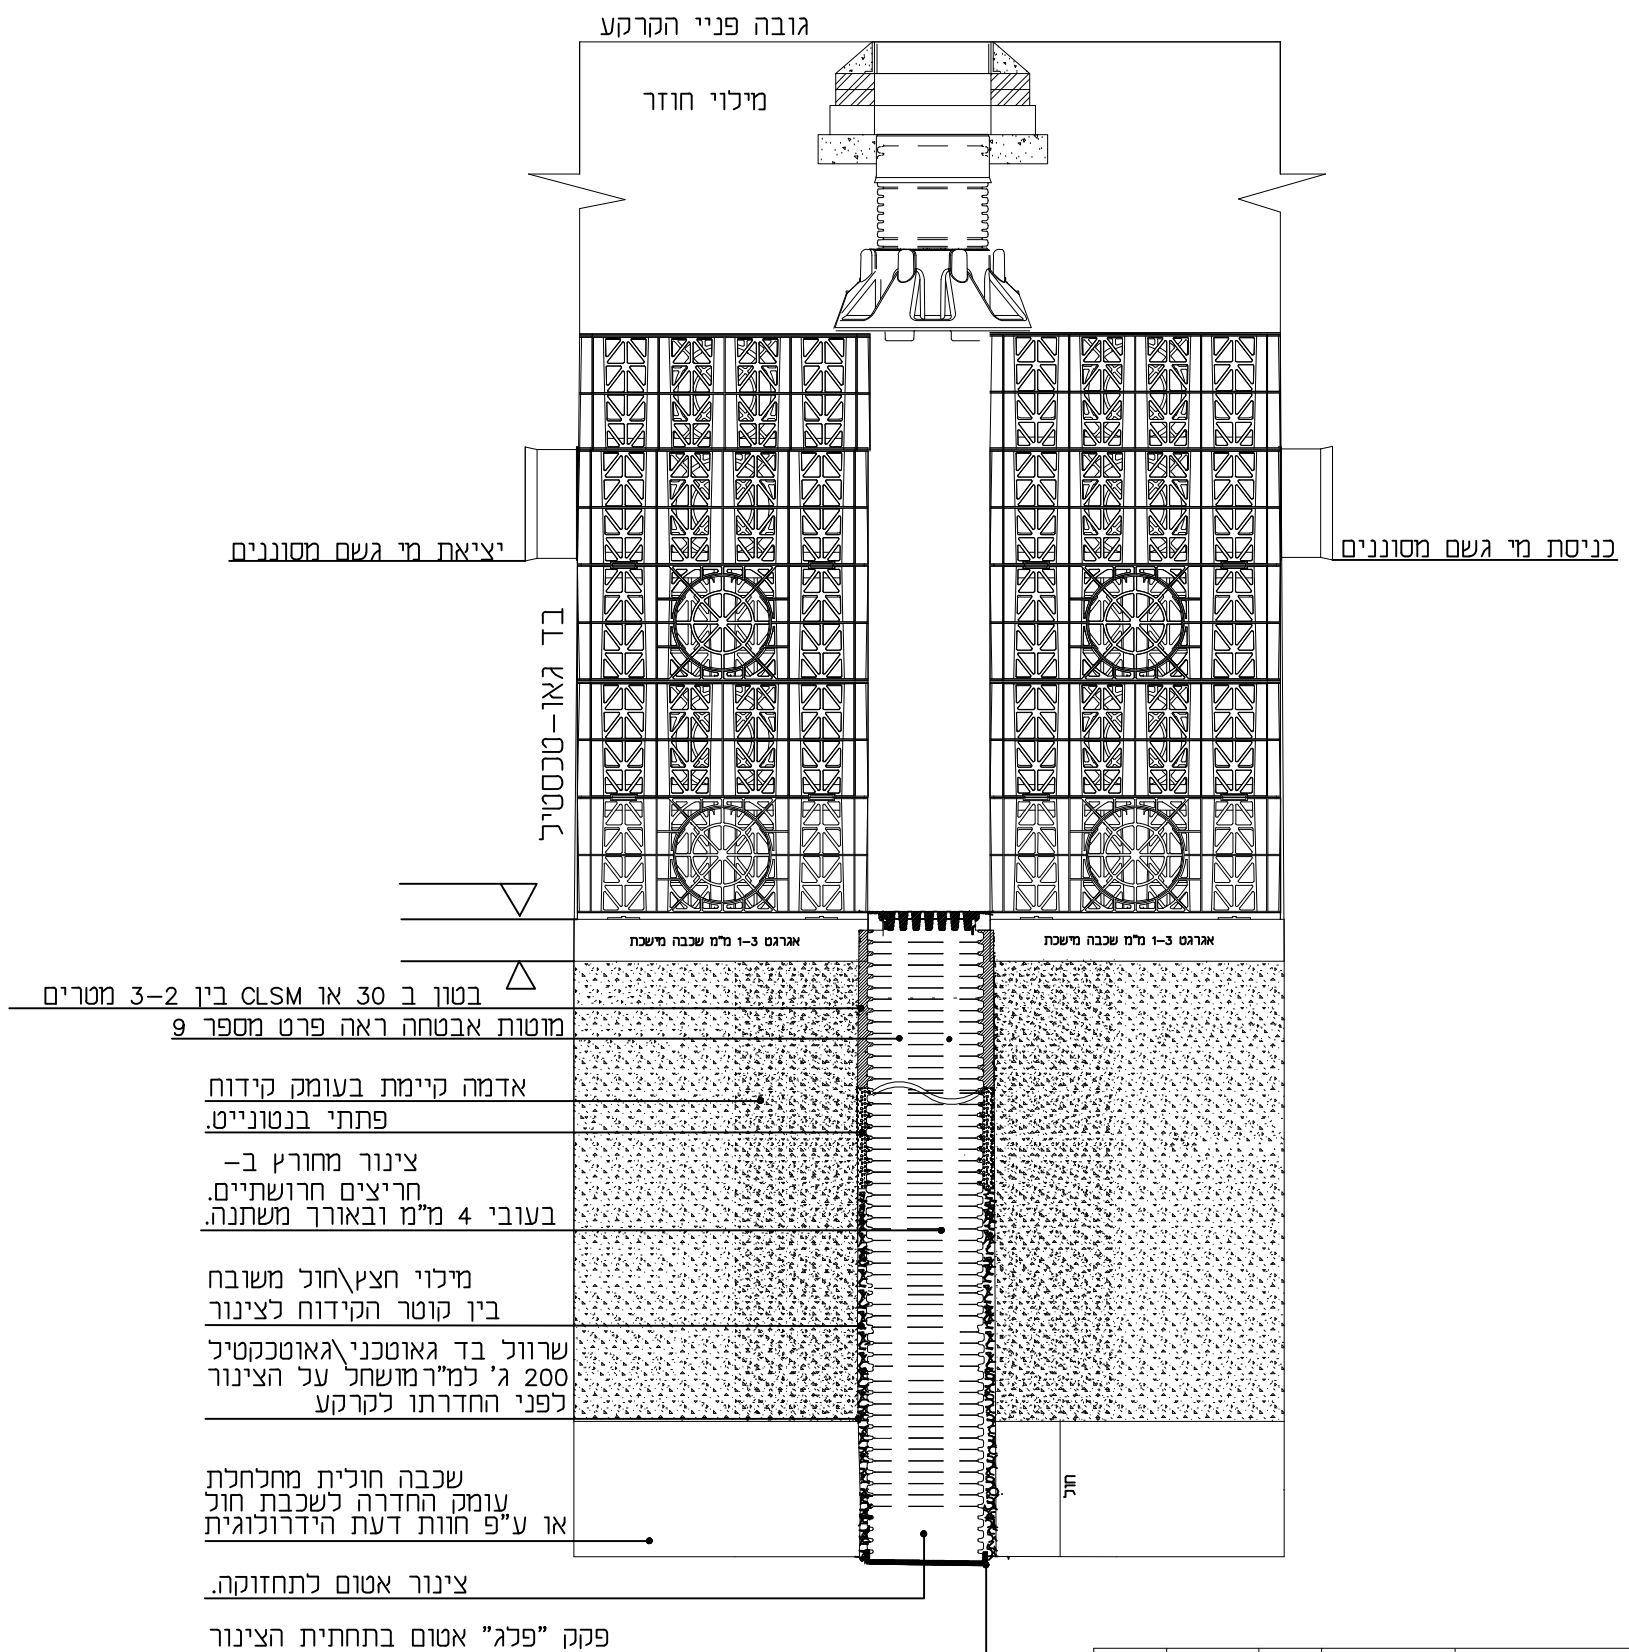 גובה פניי הקרקע
מילוי חוזר
יציאת מי גשם מסוננים
כניסת מי גשם מסוננים
בד גאו-טכסטיל
אגרגט 1-3 מ"מ שכבה מישכת
אגרגט 1-3 מ"מ שכבה מישכת
בטון ב 30 או CLSM בין 3-2 מטרים
מוטות אבטחה ראה פרט מספר 9
אדמה קיימת בעומק קידוח
פתתי בנטונייט.
צינור מחורץ ב-
חריצים חרושתיים.
בעובי 4 מ"מ ובאורך משתנה.
מילוי חצץ\חול משובח
בין קוטר הקידוח לצינור
שרוול בד גאוטכני\גאוטכקטיל
200 ג' למ"ר מושחל על הצינור
לפני החדרתו לקרקע
שכבה חולית מחלחלת
עומק החדרה לשכבת חול
או ע"פ חוות דעת הידרולוגית
חול
צינור אטום לתחזוקה.
פקק "פלג" אטום בתחתית הצינור